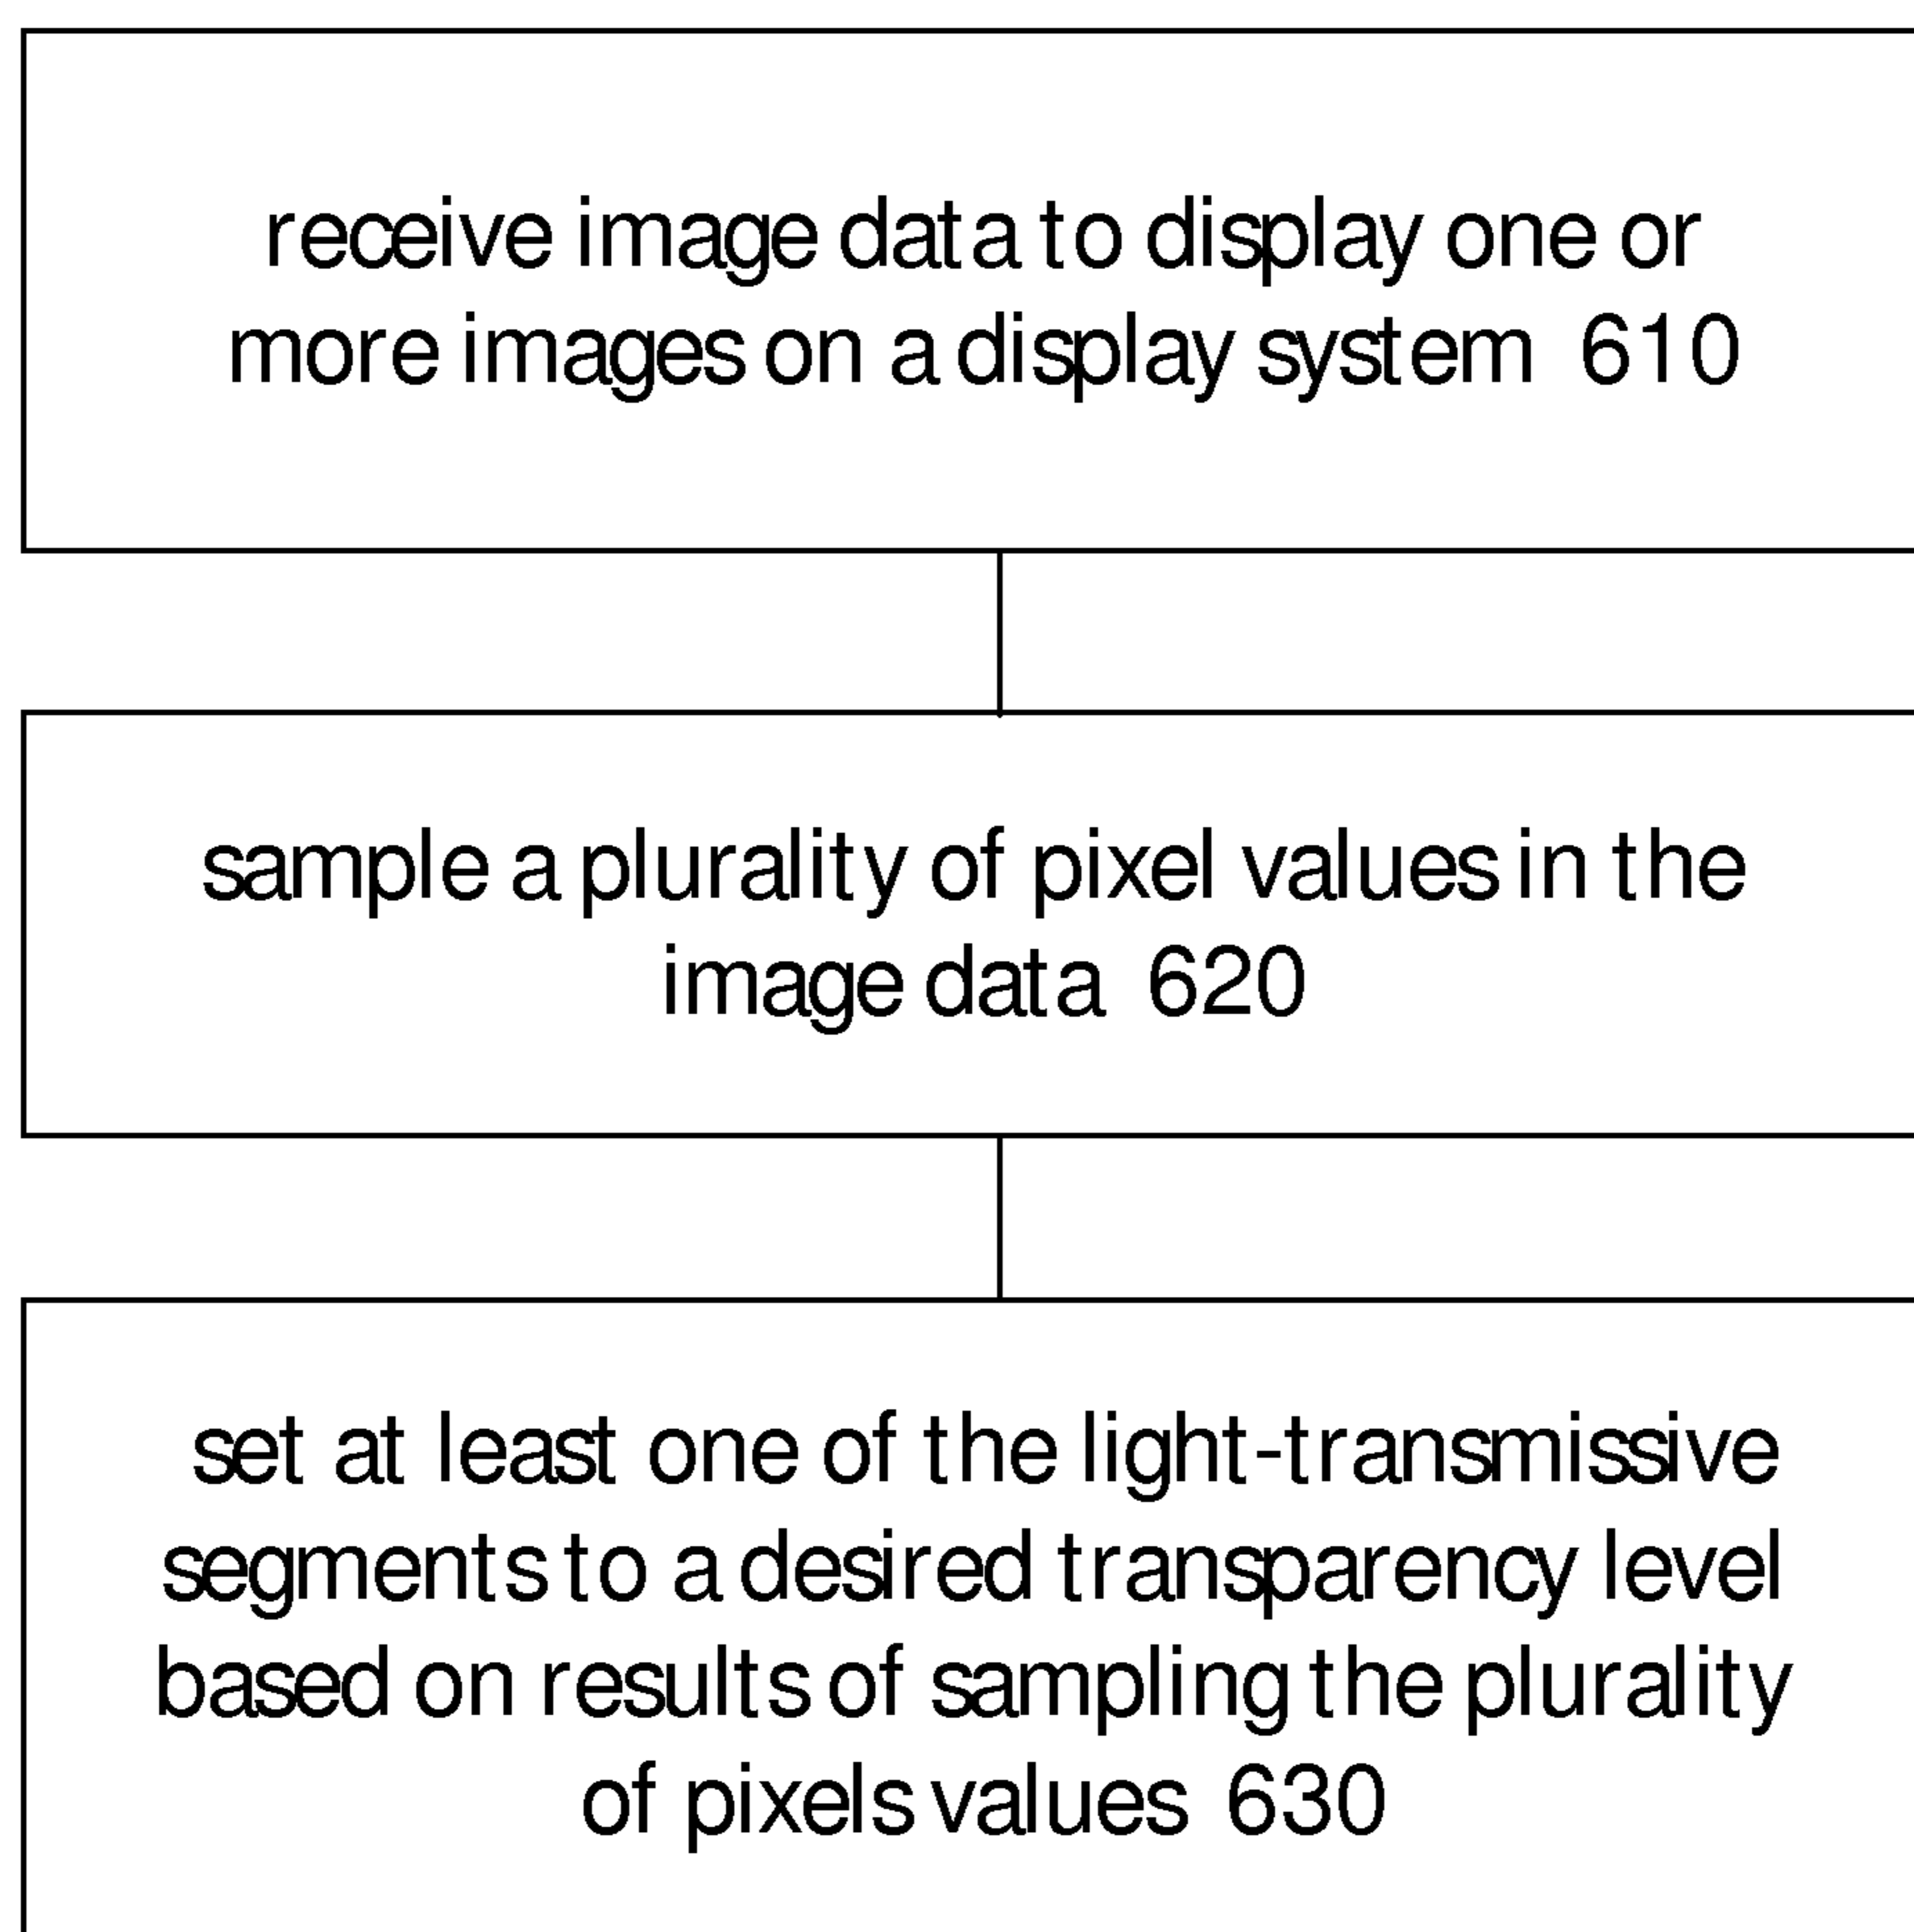 receive image data to display one or
more images on a display system 610
sample a plurality of pixel values in the
image data 620
set at least one of the light-transmissive
segments to a desired transparency level
based on results of sampling the plurality
of pixels values 630